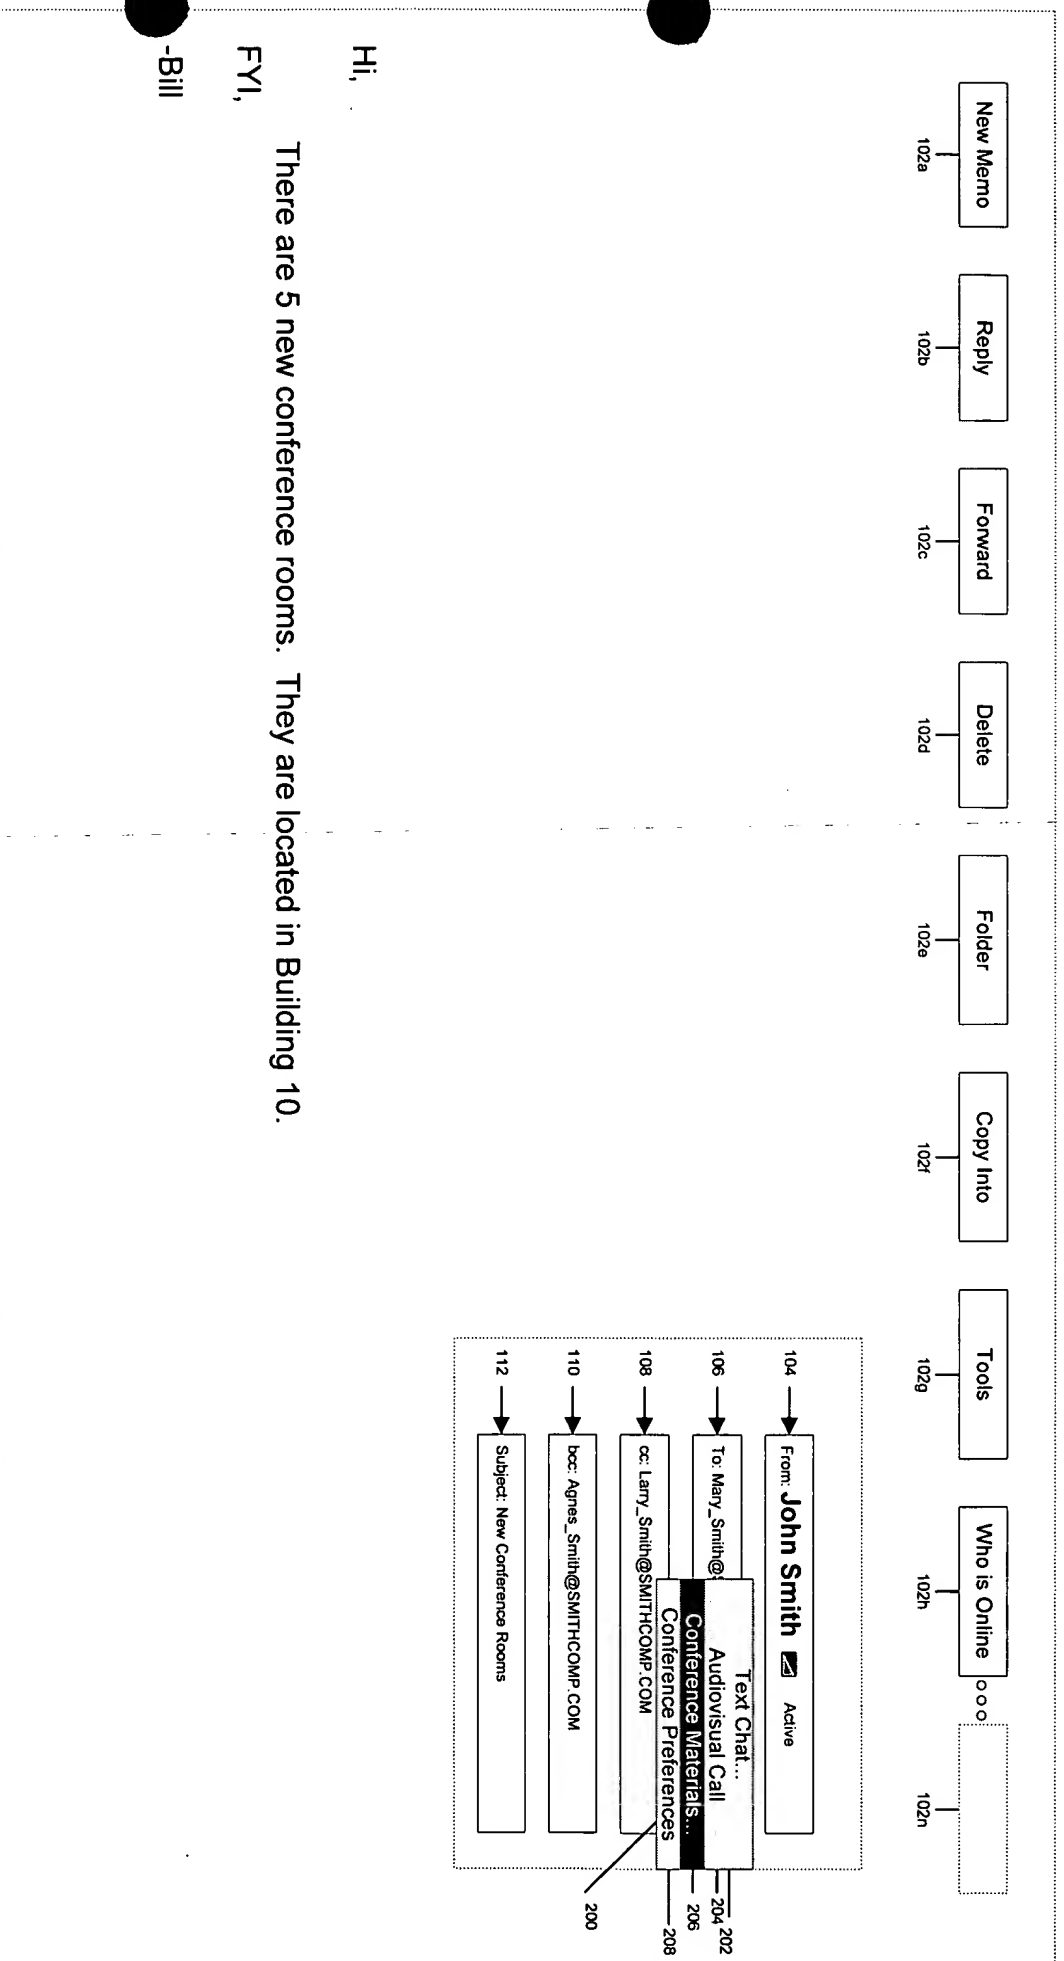 New Memo
Reply
Forward
Delete
Folder
Copy Into
Tools
Who is Online ooo
102a
102b
102c
102d
102e
102f
102g
102h
102n
104
From: John Smith Active
106
To: Mary_Smith@
108
cc: Larry_Smith@SMITHCOMP.COM
110
bcc: Agnes_Smith@SMITHCOMP.COM
112
Subject: New Conference Rooms
Text Chat...
Audiovisual Call
Conference Materials...
Conference Preferences
202
204
206
208
200
Hi,
There are 5 new conference rooms. They are located in Building 10.
FYI,
-Bill